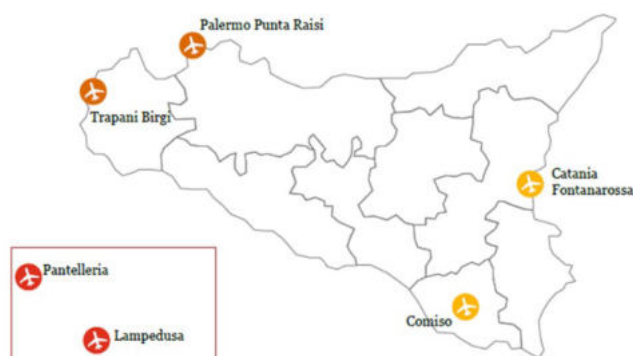 Palermo Punta Raisi
Trapani Birgi
Catania
Fontanarossa
Pantelleria
Comiso
Lampedusa